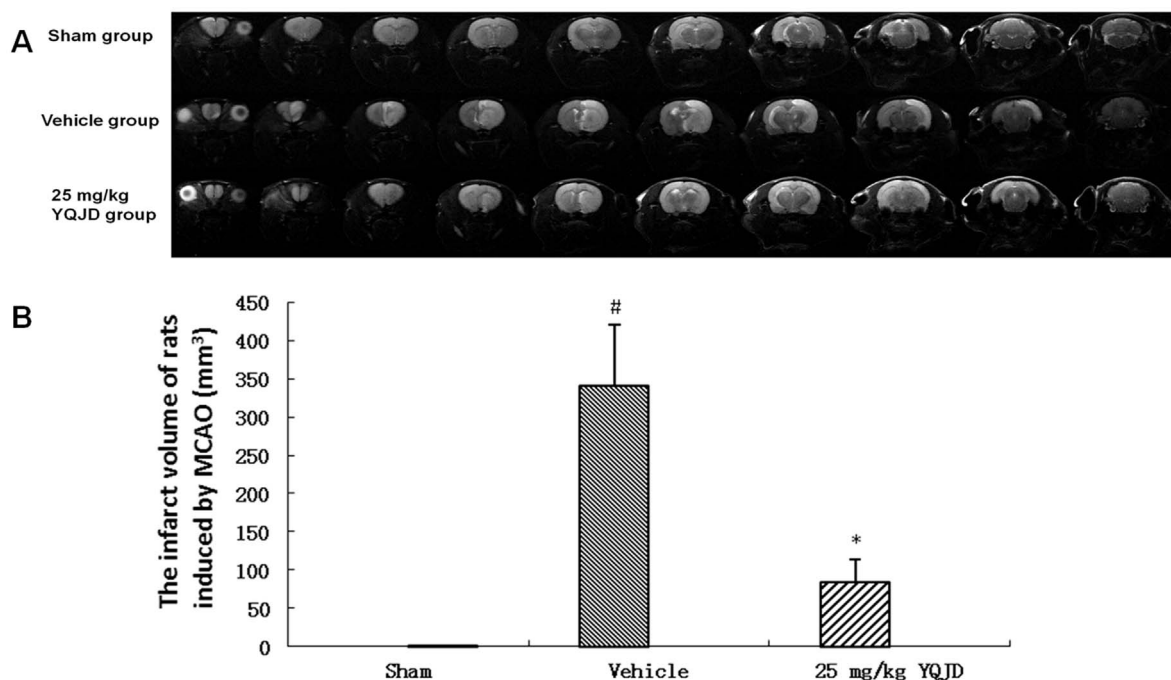 A
Sham group
Vehicle group
25 mg/kg
YQJD group
B
The infarct volume of rats
induced by MCAO (mm³)
450
400
350
300
250
200
150
100
50
0
#
*
Sham
Vehicle
25 mg/kg YQJD